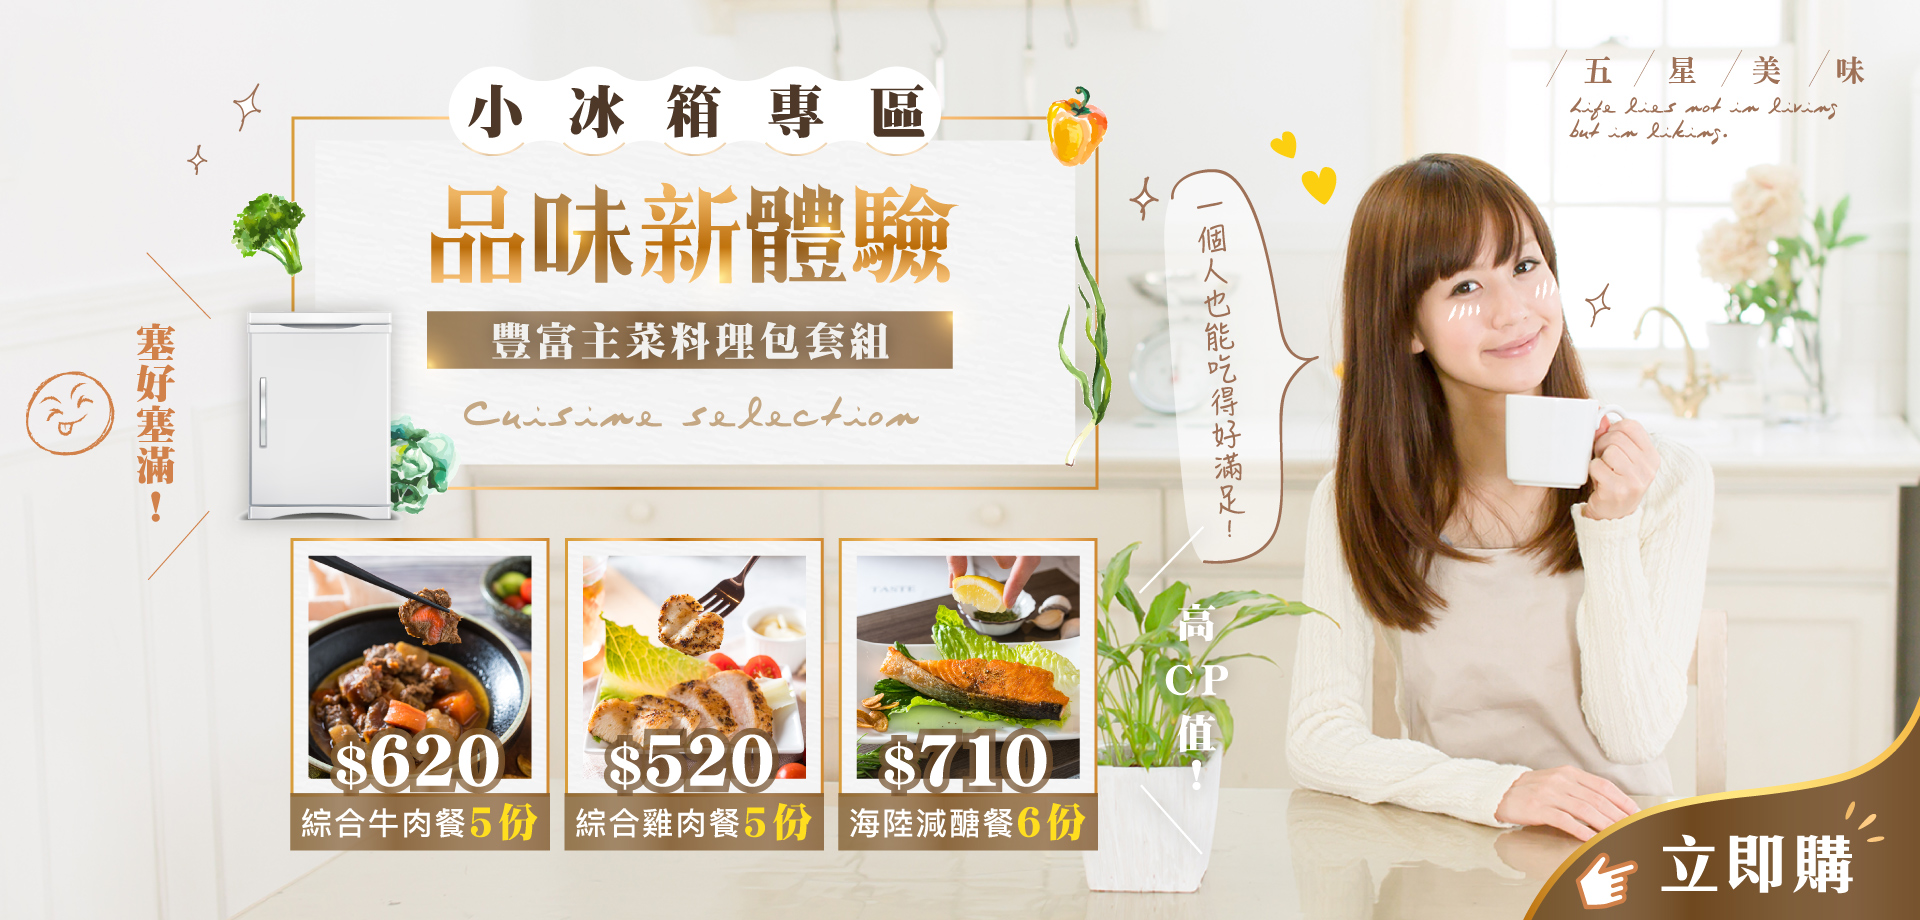 小冰箱專區
品味新體驗
豐富主菜料理包套組
Cuisine selection
塞好塞滿！
一個人也能吃得好滿足！
五/星/美/味
Life lies not in living
but in liking.
TASTE
$620
綜合牛肉餐5份
$520
綜合雞肉餐5份
$710
海陸減醣餐6份
高CP值！
立即購